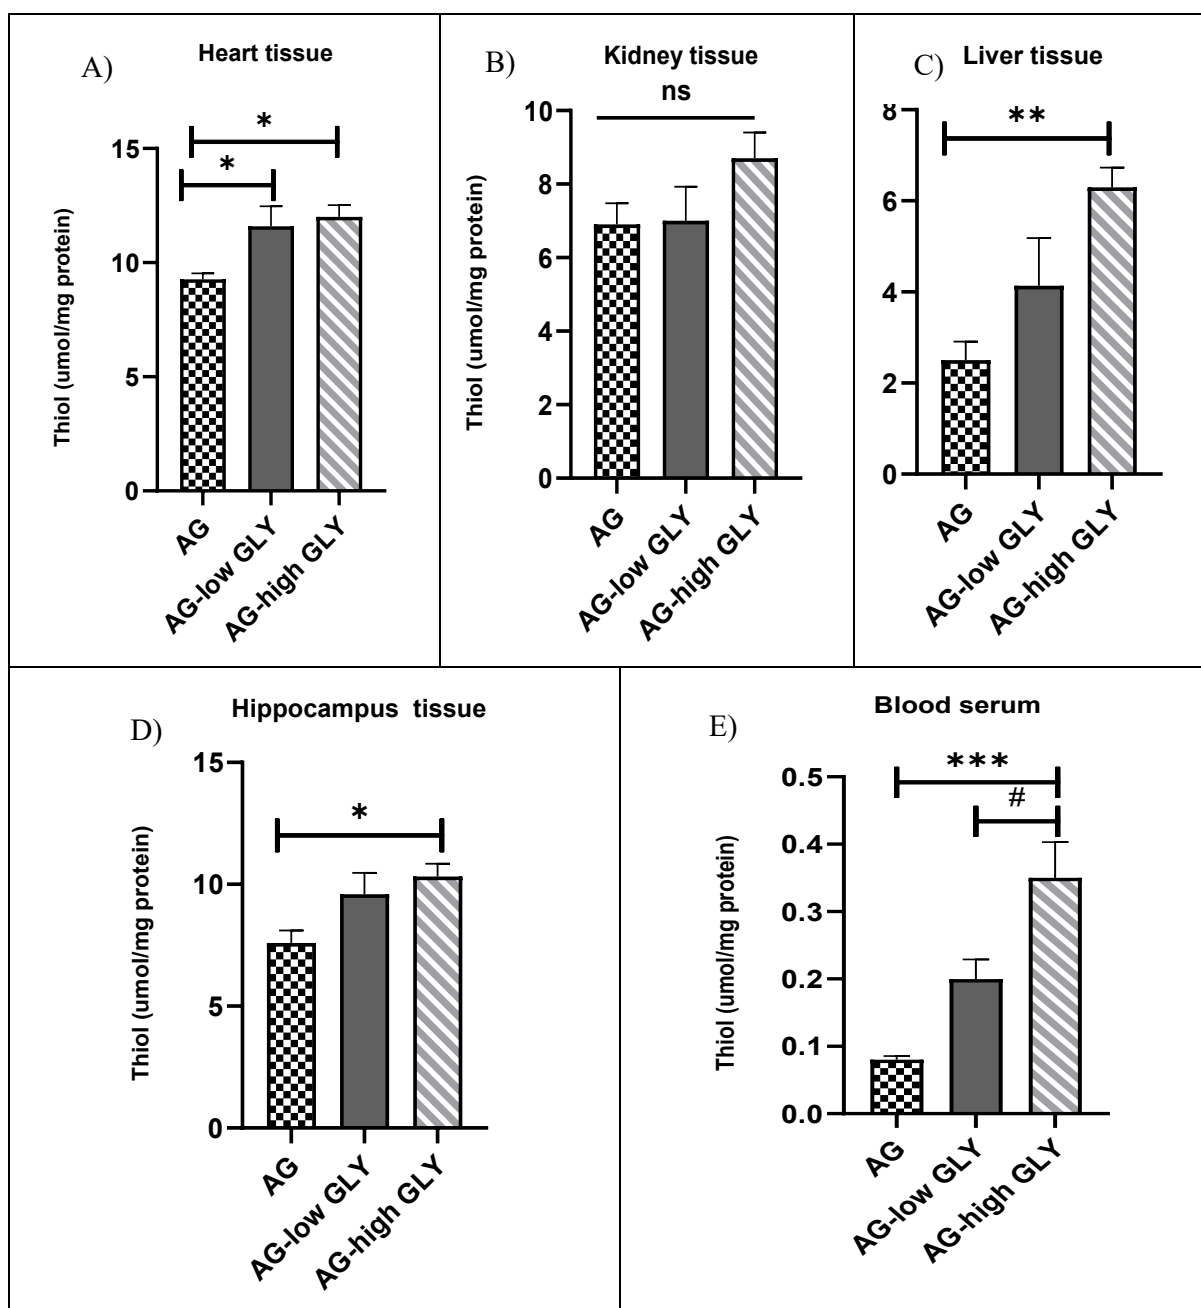 A)
Heart tissue
*
*
Thiol (umol/mg protein)
15
10
5
0
AG
AG-low GLY
AG-high GLY
B)
Kidney tissue
ns
Thiol (umol/mg protein)
10
8
6
4
2
0
AG
AG-low GLY
AG-high GLY
C)
Liver tissue
**
8
6
4
2
0
AG
AG-low GLY
AG-high GLY
D)
Hippocampus tissue
*
Thiol (umol/mg protein)
15
10
5
0
AG
AG-low GLY
AG-high GLY
E)
Blood serum
***
#
Thiol (umol/mg protein)
0.5
0.4
0.3
0.2
0.1
0.0
AG
AG-low GLY
AG-high GLY